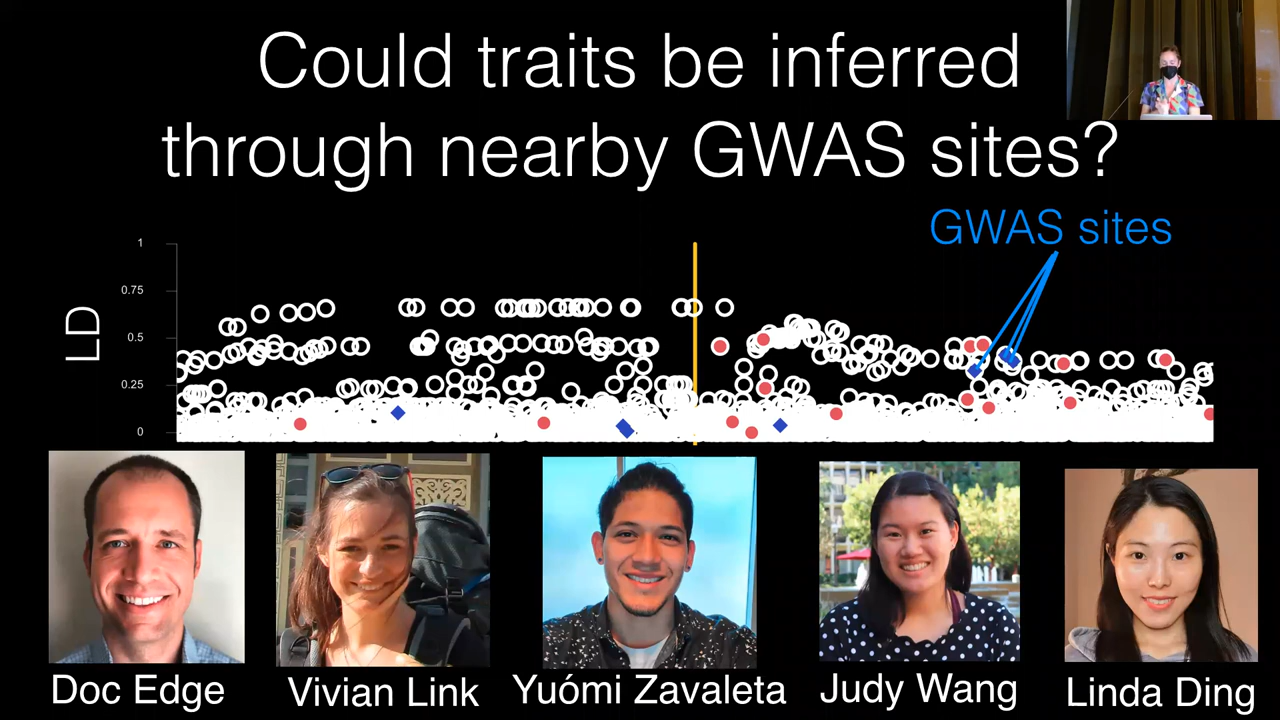 Could traits be inferred
through nearby GWAS sites?
GWAS sites
LD
1
0.75
0.5
0.25
0
Doc Edge
Vivian Link
Yuómi Zavaleta
Judy Wang
Linda Ding